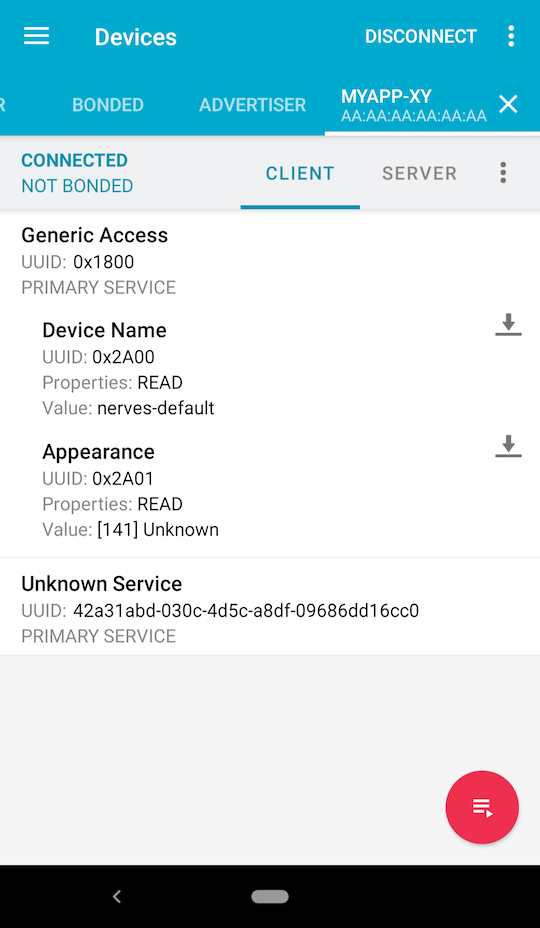 Devices
DISCONNECT
R
BONDED
ADVERTISER
MYAPP-XY
AA:AA:AA:AA:AA:AA
CONNECTED
NOT BONDED
CLIENT
SERVER
Generic Access
UUID: 0x1800
PRIMARY SERVICE
Device Name
UUID: 0x2A00
Properties: READ
Value: nerves-default
Appearance
UUID: 0x2A01
Properties: READ
Value: [141] Unknown
Unknown Service
UUID: 42a31abd-030c-4d5c-a8df-09686dd16cc0
PRIMARY SERVICE